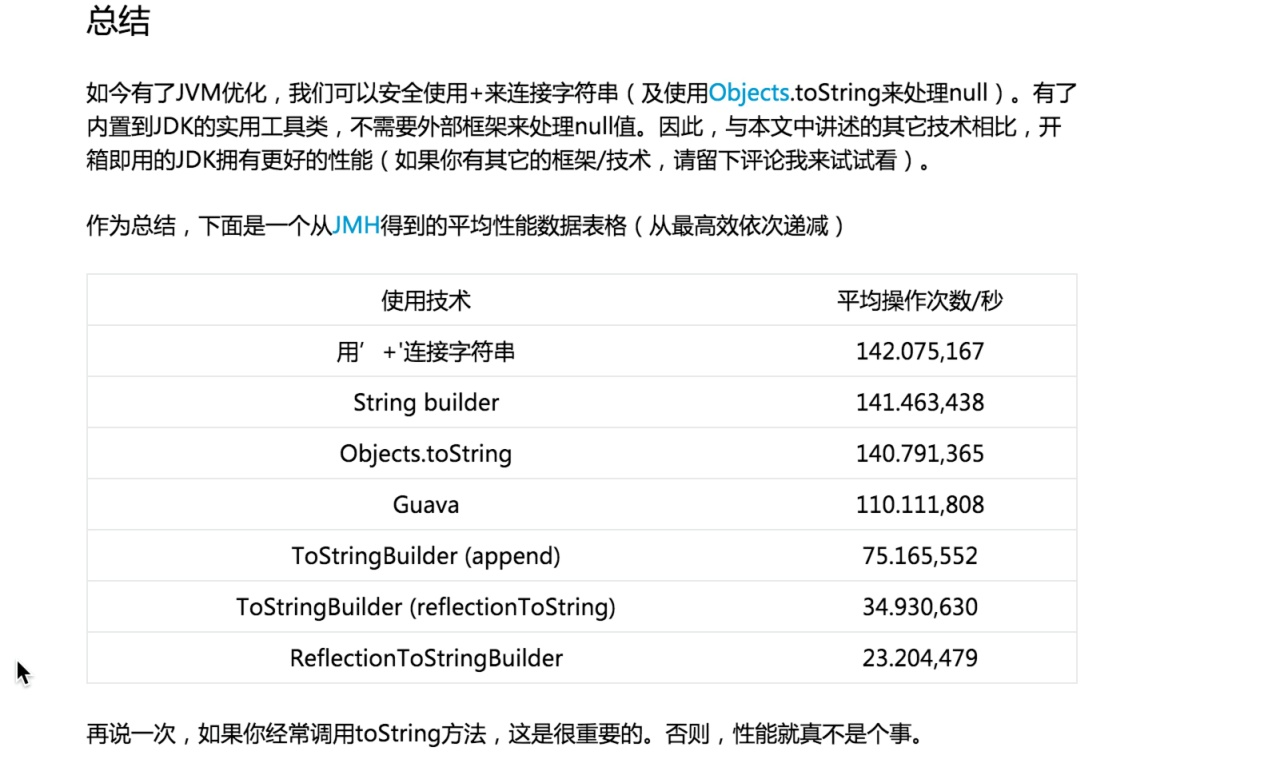 总结
如今有了JVM优化，我们可以安全使用+来连接字符串（及使用Objects.toString来处理null）。有了
内置到JDK的实用工具类，不需要外部框架来处理null值。因此，与本文中讲述的其它技术相比，开
箱即用的JDK拥有更好的性能（如果你有其它的框架/技术，请留下评论我来试试看）。
作为总结，下面是一个从JMH得到的平均性能数据表格（从最高效依次递减）
使用技术 平均操作次数/秒
用’ +'连接字符串 142.075,167
String builder 141.463,438
Objects.toString 140.791,365
Guava 110.111,808
ToStringBuilder (append) 75.165,552
ToStringBuilder (reflectionToString) 34.930,630
ReflectionToStringBuilder 23.204,479
再说一次，如果你经常调用toString方法，这是很重要的。否则，性能就真不是个事。